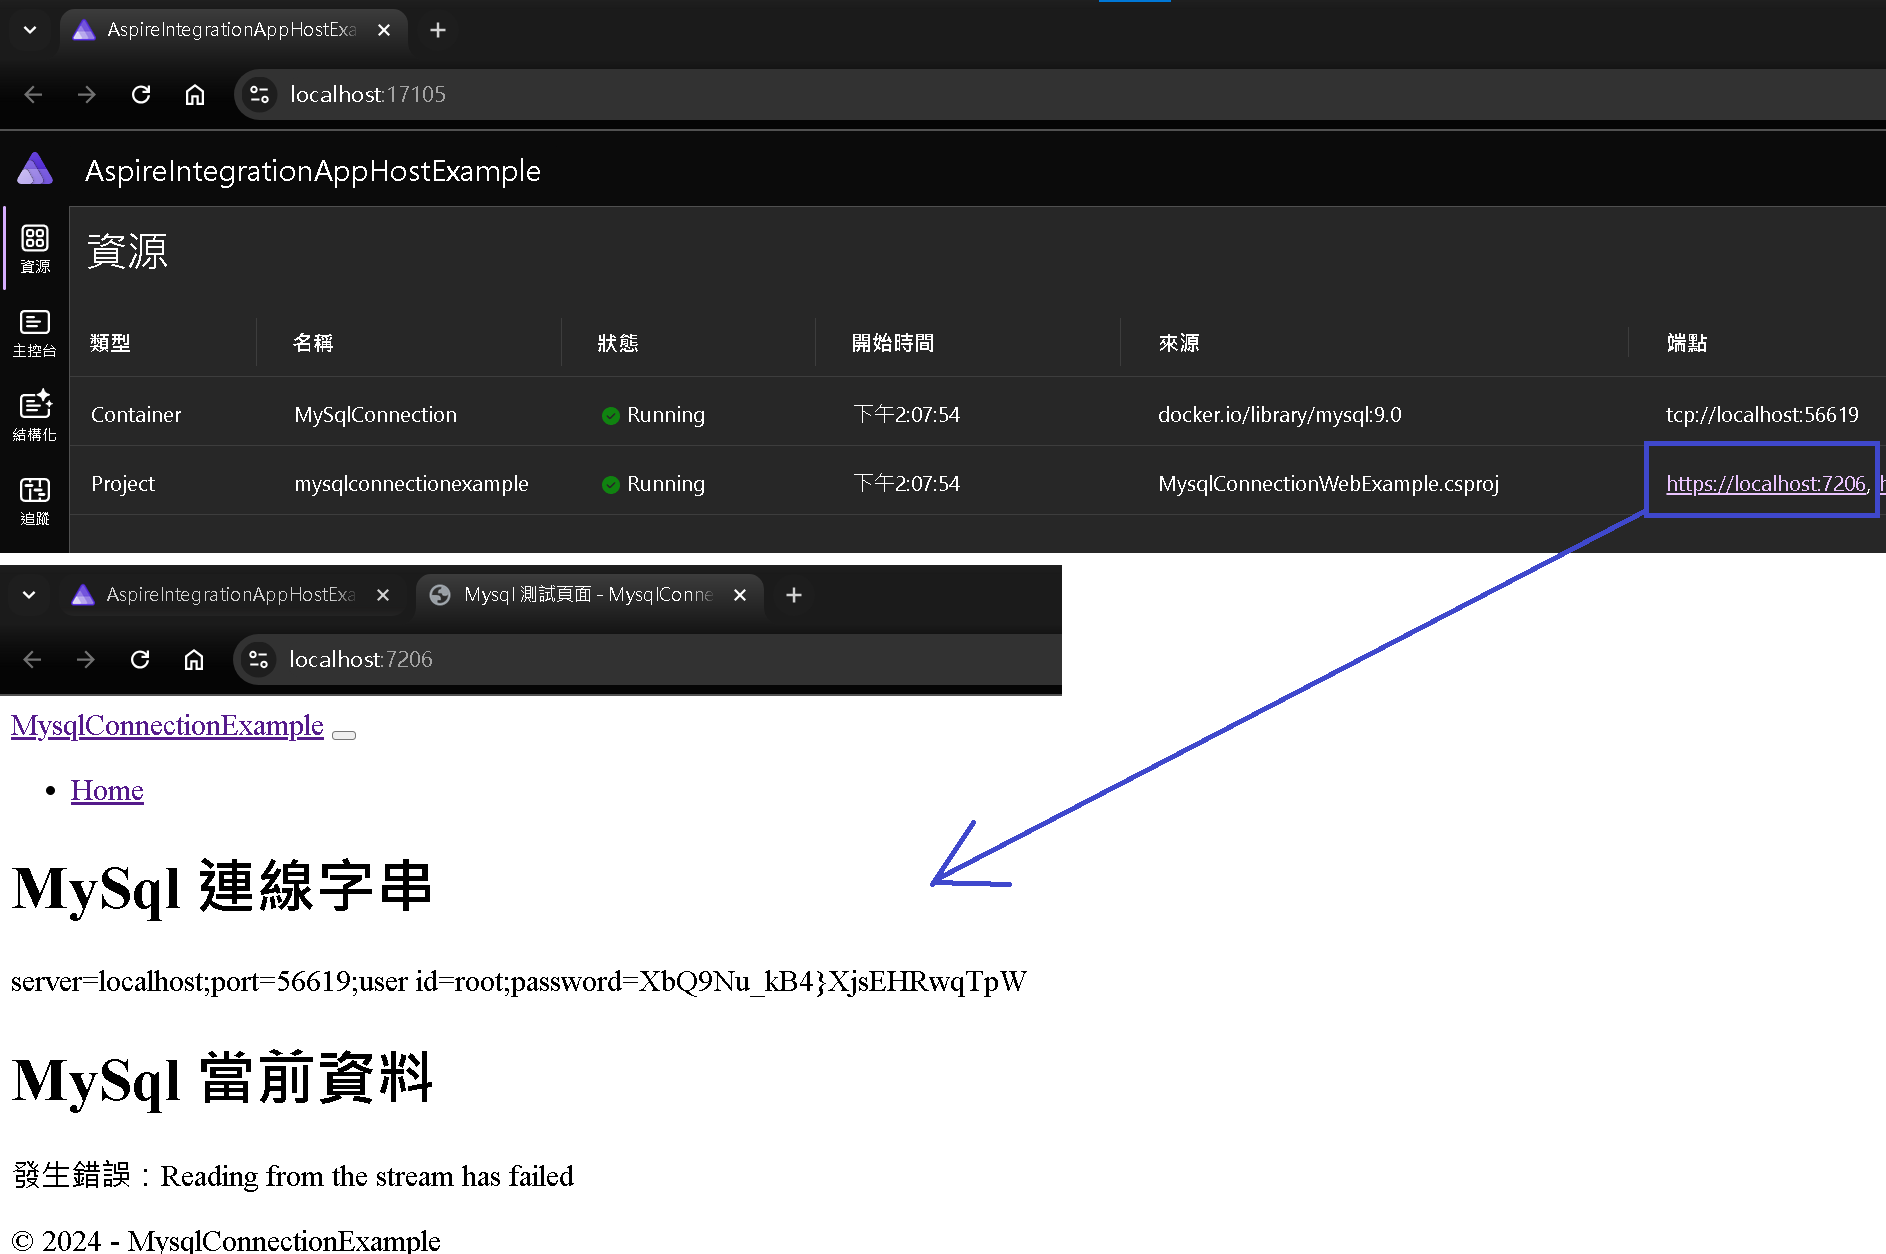 AspireIntegrationAppHostExa
localhost:17105
AspireIntegrationAppHostExample
資源
主控台
結構化
追蹤
資源
類型 名稱 狀態 開始時間 來源 端點
Container MySqlConnection Running 下午2:07:54 docker.io/library/mysql:9.0 tcp://localhost:56619
Project mysqlconnectionexample Running 下午2:07:54 MysqlConnectionWebExample.csproj https://localhost:7206, h
AspireIntegrationAppHostExa Mysql 測試頁面 - MysqlConne
localhost:7206
MysqlConnectionExample
Home
MySql 連線字串
server=localhost;port=56619;user id=root;password=XbQ9Nu_kB4}XjsEHRwqTpW
MySql 當前資料
發生錯誤：Reading from the stream has failed
© 2024 - MysqlConnectionExample